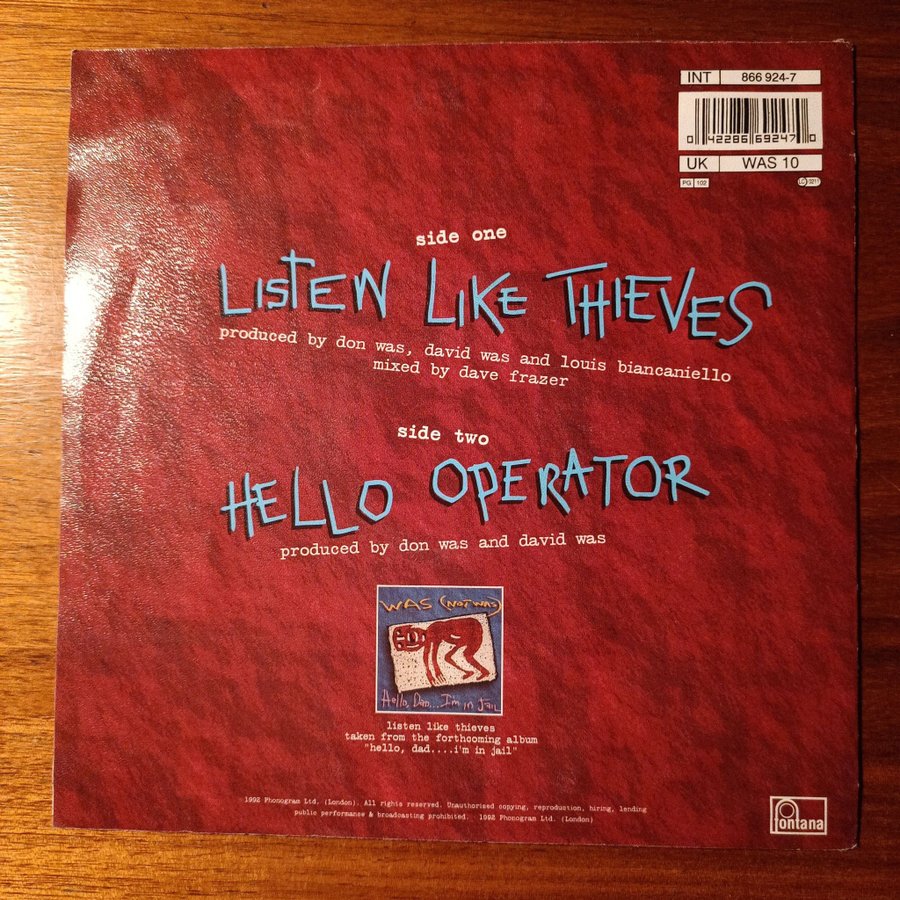 INT 866 924-7
0 42286 69247 0
UK WAS 10
PG 102 LC 3211
side one
LISTEN LIKE THIEVES
produced by don was, david was and louis biancaniello
mixed by dave frazer
side two
HELLO OPERATOR
produced by don was and david was
WAS (NOT WAS)
Hello, Dad... I'm in Jail
listen like thieves
taken from the forthcoming album
"hello, dad....i'm in jail"
1992 Phonogram Ltd. (London). All rights reserved. Unauthorized copying, reproduction, hiring, lending
public performance & broadcasting prohibited. 1992 Phonogram Ltd. (London)
fontana